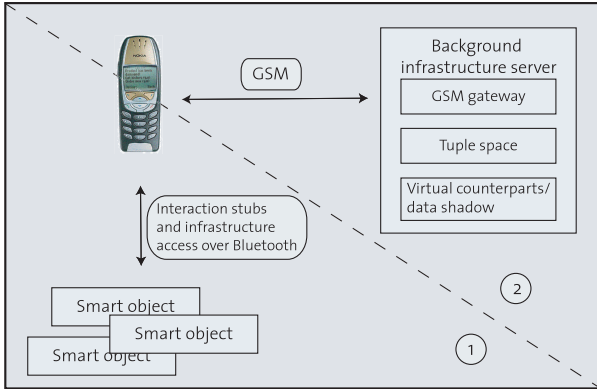 NOKIA
GSM
Background
infrastructure server
GSM gateway
Tuple space
Virtual counterparts/
data shadow
Interaction stubs
and infrastructure
access over Bluetooth
2
1
Smart object
Smart object
Smart object